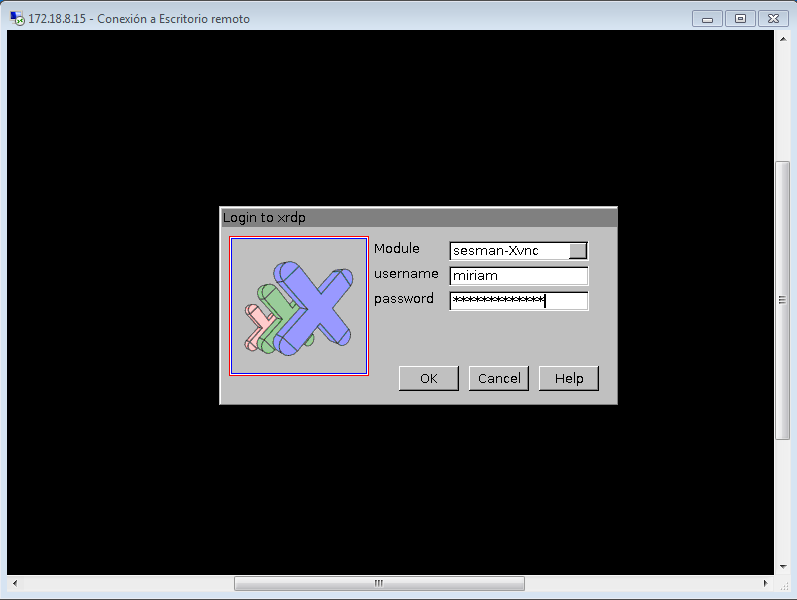 172.18.8.15 - Conexión a Escritorio remoto
Login to xrdp
Module
sesman-Xvnc
username
miriam
password
*************
OK
Cancel
Help